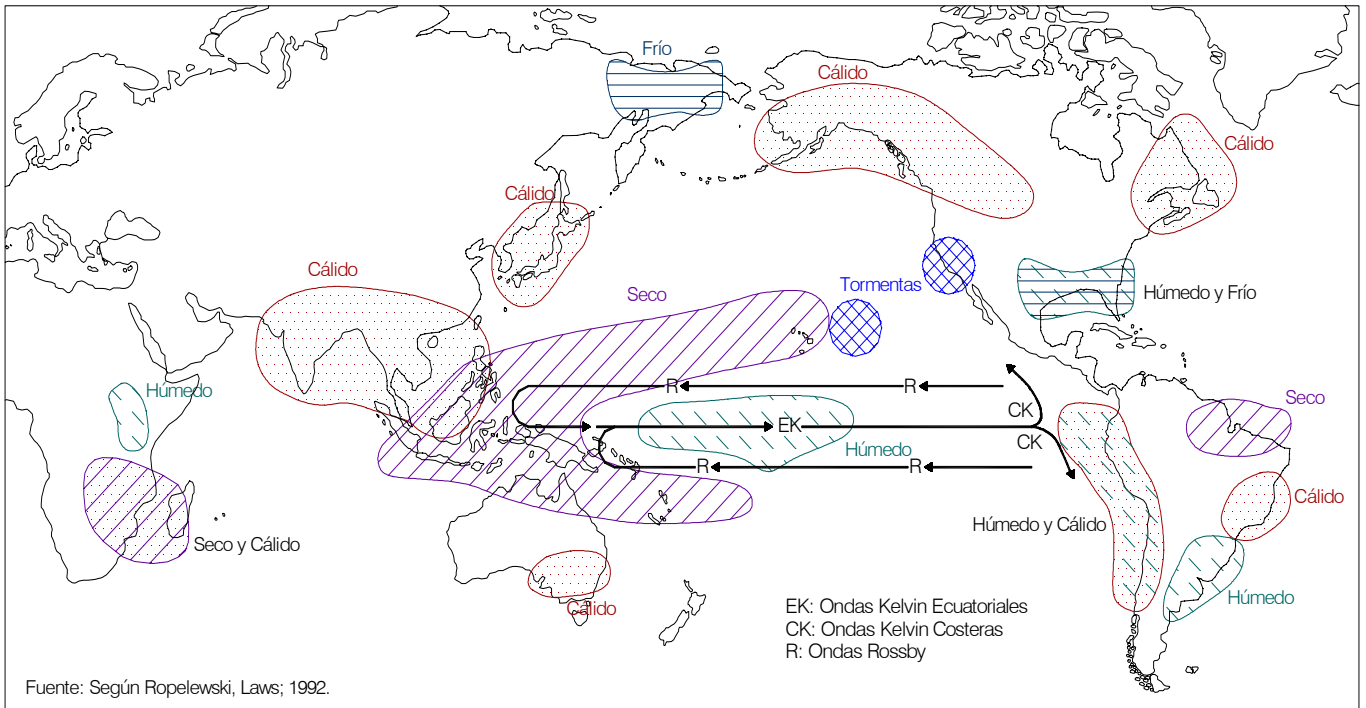 Frío
Cálido
Cálido
Cálido
Cálido
Seco
Tormentas
Húmedo y Frío
Húmedo
R
R
CK
EK
CK
Húmedo
R
R
Seco
Cálido
Húmedo y Cálido
Seco y Cálido
Cálido
Húmedo
EK: Ondas Kelvin Ecuatoriales
CK: Ondas Kelvin Costeras
R: Ondas Rossby
Fuente: Según Ropelewski, Laws; 1992.